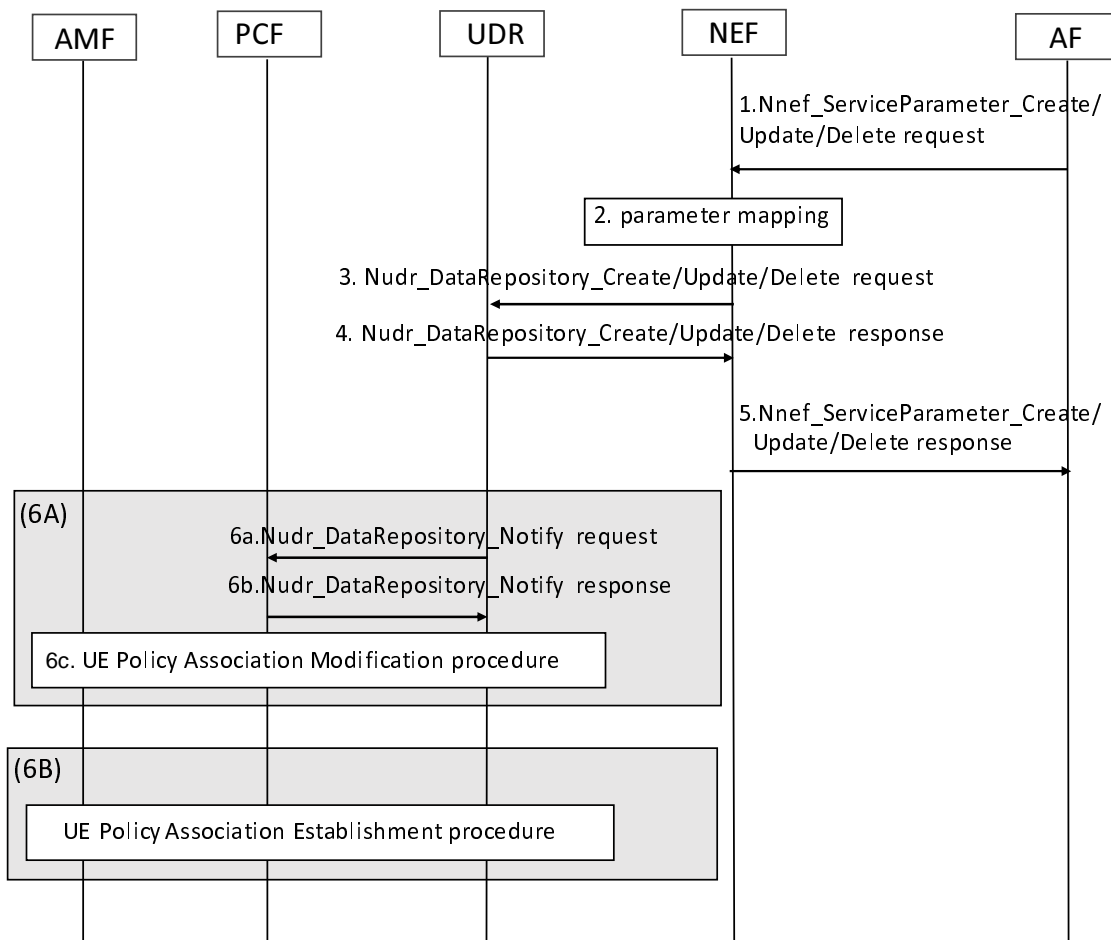 AMF
PCF
UDR
NEF
AF
1.Nnef_ServiceParameter_Create/
Update/Delete request
2. parameter mapping
3. Nudr_DataRepository_Create/Update/Delete request
4. Nudr_DataRepository_Create/Update/Delete response
5.Nnef_ServiceParameter_Create/
Update/Delete response
(6A)
6a.Nudr_DataRepository_Notify request
6b.Nudr_DataRepository_Notify response
6c. UE Policy Association Modification procedure
(6B)
UE Policy Association Establishment procedure